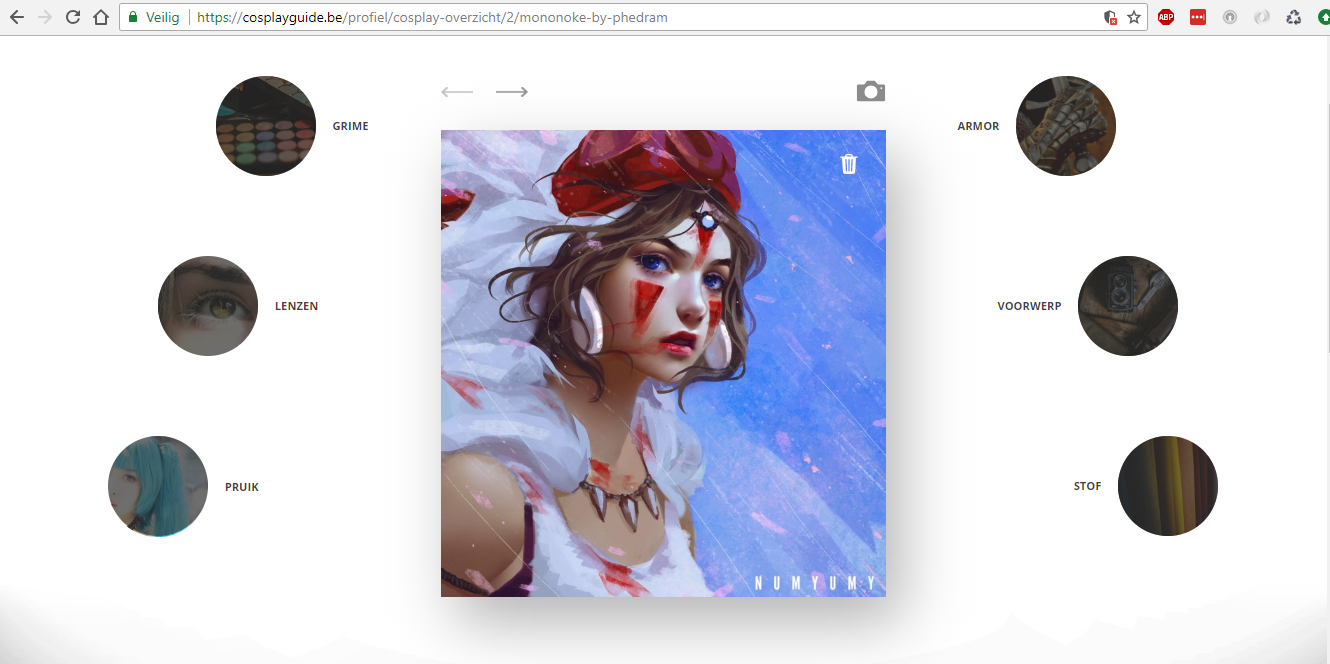 Veilig
https://cosplayguide.be/profiel/cosplay-overzicht/2/mononoke-by-phedram
ABP
GRIME
ARMOR
LENZEN
VOORWERP
PRUIK
STOF
NUMYUMY